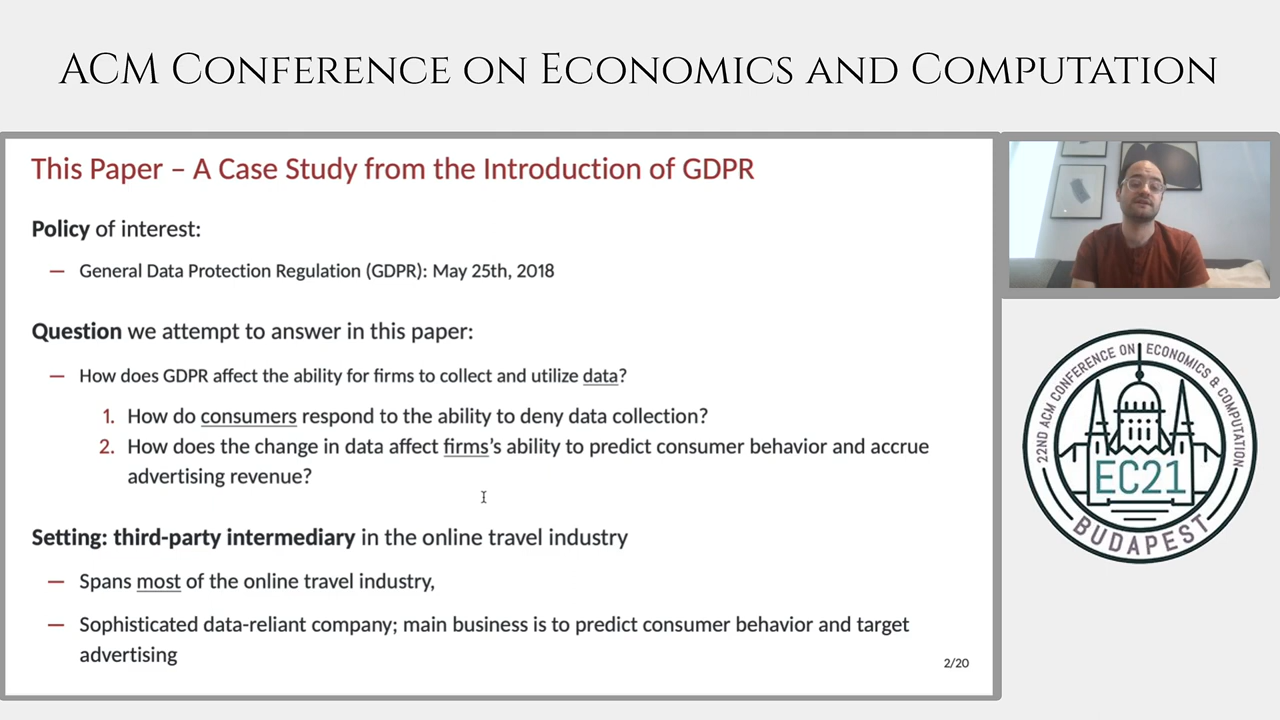 ACM Conference on Economics and Computation
This Paper – A Case Study from the Introduction of GDPR
Policy of interest:
— General Data Protection Regulation (GDPR): May 25th, 2018
Question we attempt to answer in this paper:
— How does GDPR affect the ability for firms to collect and utilize data?
1. How do consumers respond to the ability to deny data collection?
2. How does the change in data affect firms's ability to predict consumer behavior and accrue
advertising revenue?
Setting: third-party intermediary in the online travel industry
— Spans most of the online travel industry,
— Sophisticated data-reliant company; main business is to predict consumer behavior and target
advertising
2/20
22ND ACM CONFERENCE ON ECONOMICS & COMPUTATION
EC21
BUDAPEST